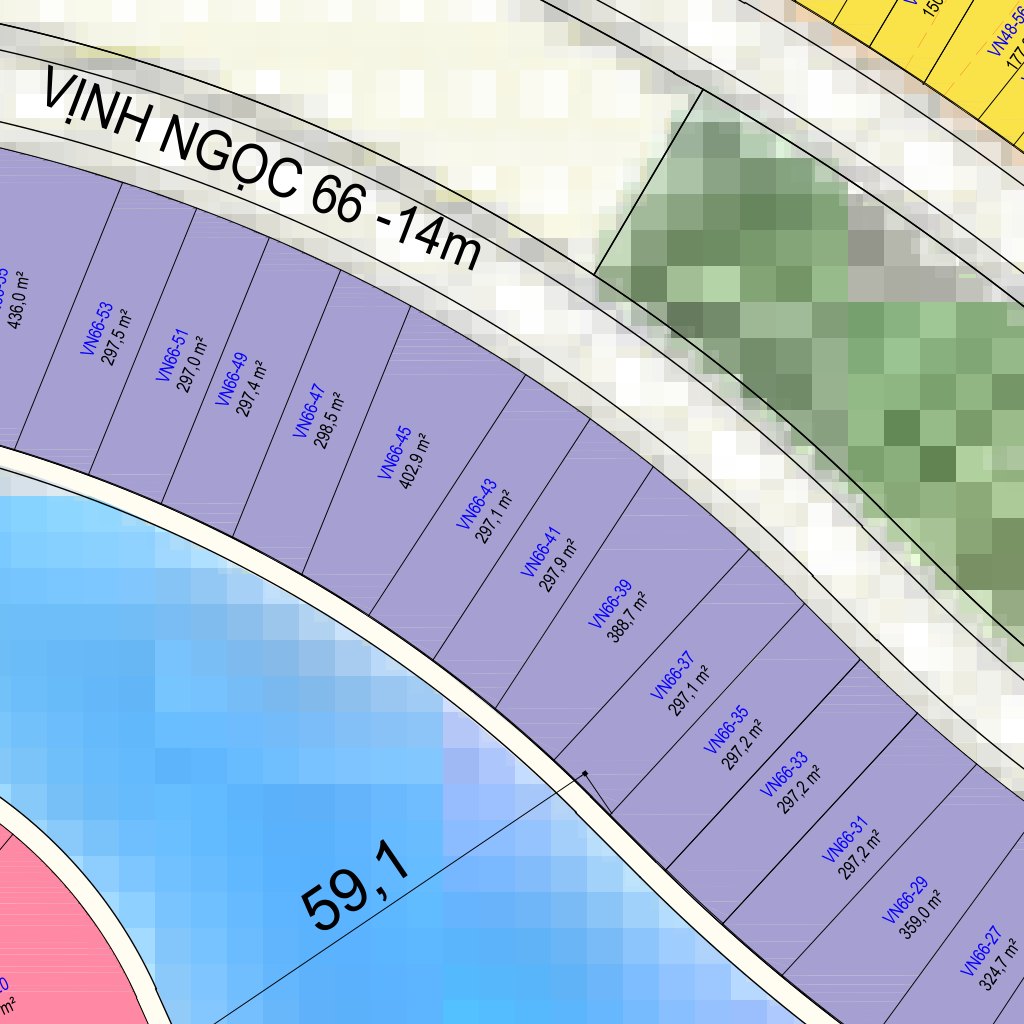 VỊNH NGỌC 66 -14m
436,0 m²
VN66-53
297,5 m²
VN66-51
297,0 m²
VN66-49
297,4 m²
VN66-47
298,5 m²
VN66-45
402,9 m²
VN66-43
297,1 m²
VN66-41
297,9 m²
VN66-39
388,7 m²
VN66-37
297,1 m²
VN66-35
297,2 m²
VN66-33
297,2 m²
VN66-31
297,2 m²
VN66-29
359,0 m²
VN66-27
324,7 m²
59,1
m²